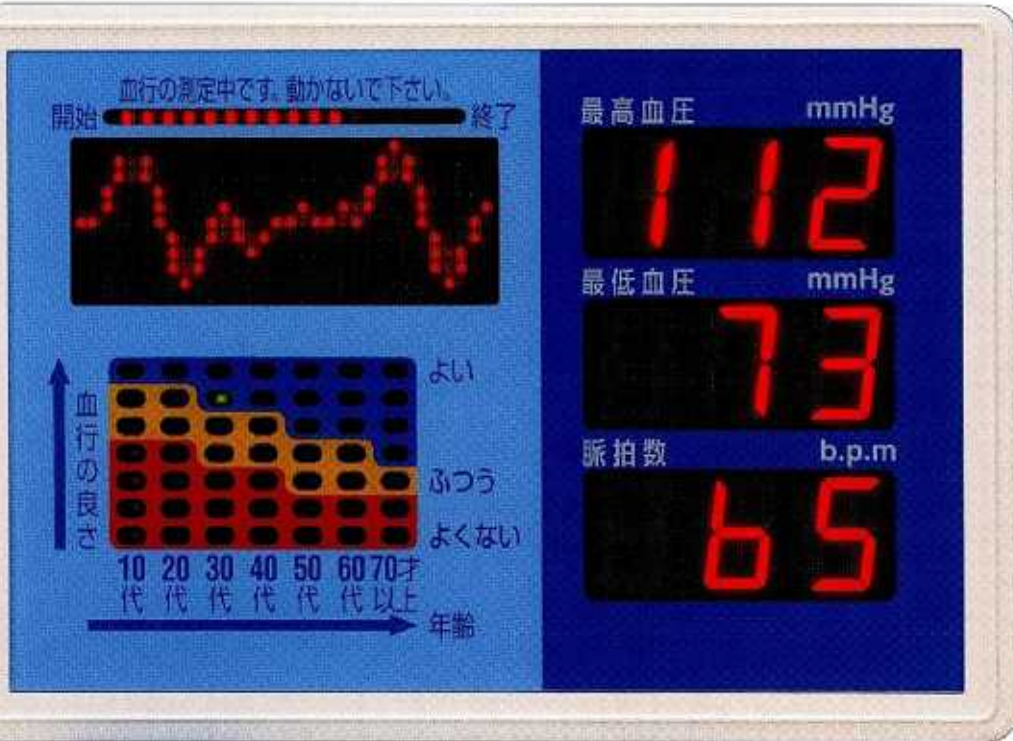 血行の測定中です。動かないで下さい。
開始 終了
最高血圧 mmHg
112
最低血圧 mmHg
73
脈拍数 b.p.m
65
血行の良さ
よい
ふつう
よくない
10代 20代 30代 40代 50代 60代 70才以上
年齢